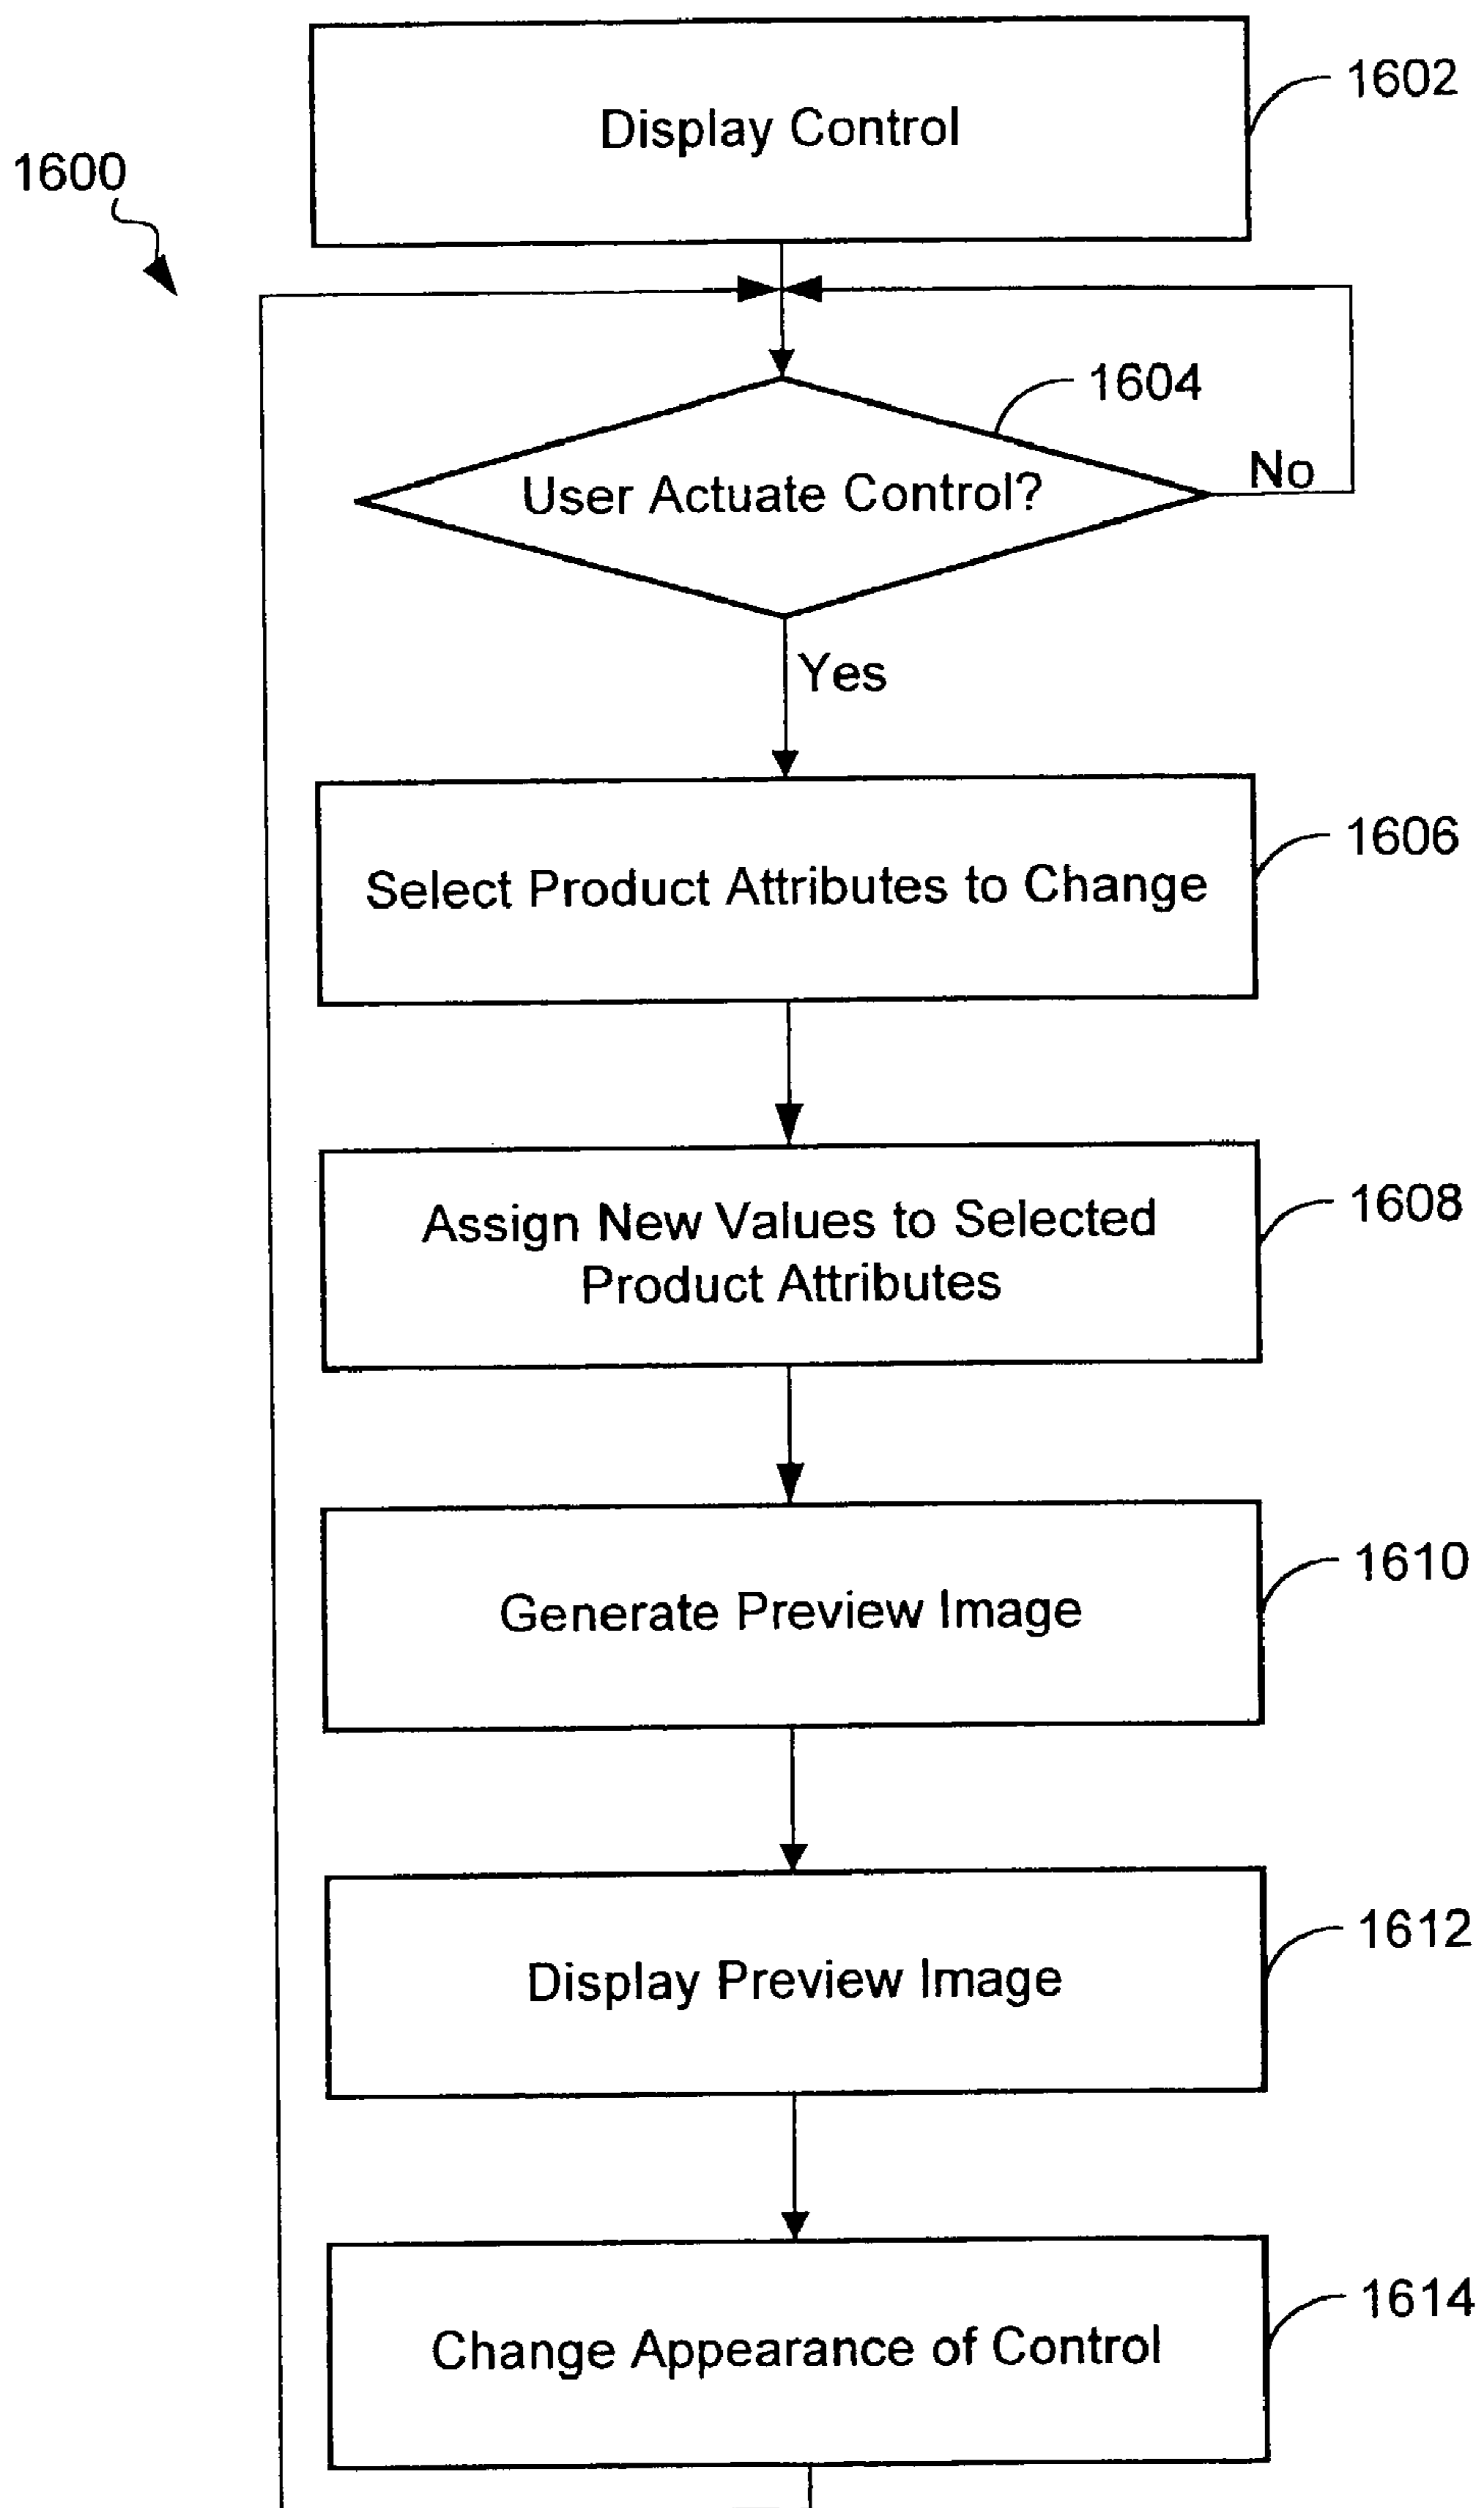 Display Control
1602
1600
1604
User Actuate Control?
No
Yes
Select Product Attributes to Change
1606
Assign New Values to Selected
Product Attributes
1608
Generate Preview Image
1610
Display Preview Image
1612
Change Appearance of Control
1614